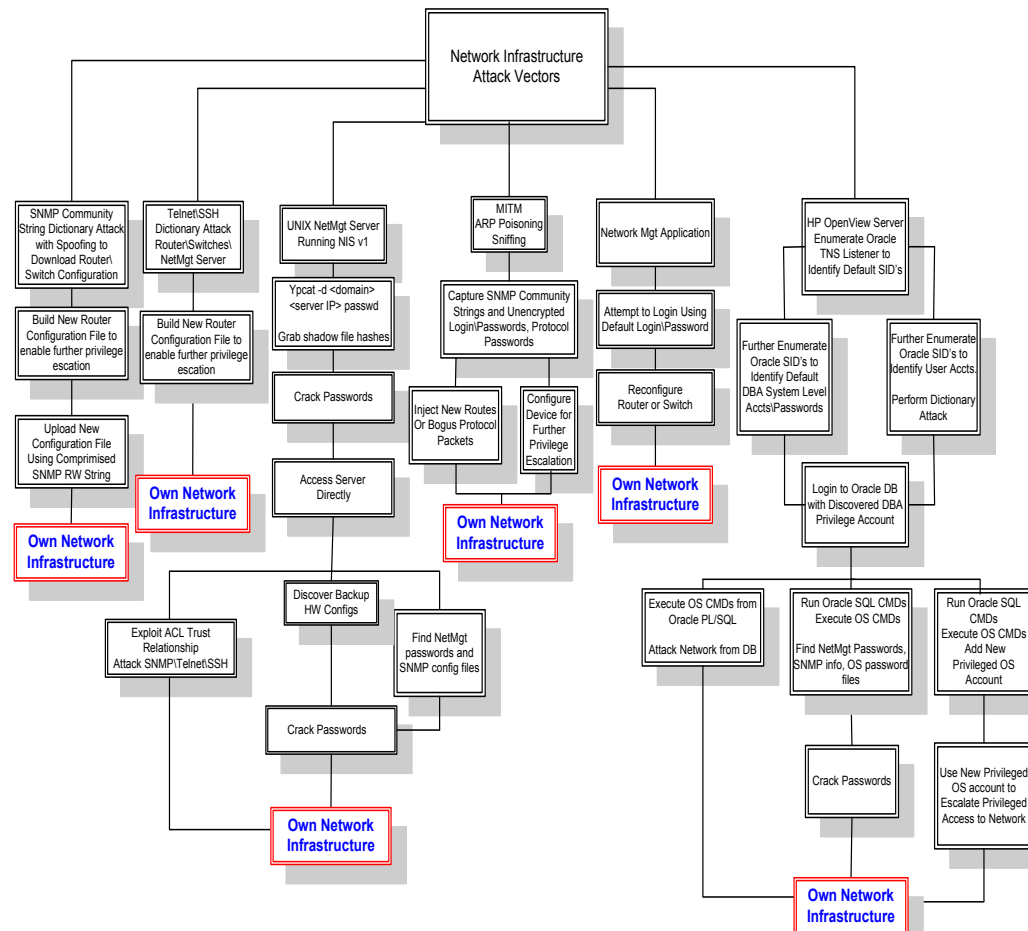 Network Infrastructure
Attack Vectors
SNMP Community
String Dictionary Attack
with Spoofing to
Download Router\
Switch Configuration
Build New Router
Configuration File to
enable further privilege
escation
Upload New
Configuration File
Using Comprimised
SNMP RW String
Own Network
Infrastructure
Telnet\SSH
Dictionary Attack
Router\Switches\
NetMgt Server
Build New Router
Configuration File to
enable further privilege
escation
Own Network
Infrastructure
UNIX NetMgt Server
Running NIS v1
Ypcat -d <domain>
<server IP> passwd
Grab shadow file hashes
Crack Passwords
Access Server
Directly
Exploit ACL Trust
Relationship
Attack SNMP\Telnet\SSH
Discover Backup
HW Configs
Find NetMgt
passwords and
SNMP config files
Crack Passwords
Own Network
Infrastructure
MITM
ARP Poisoning
Sniffing
Capture SNMP Community
Strings and Unencrypted
Login\Passwords, Protocol
Passwords
Inject New Routes
Or Bogus Protocol
Packets
Configure
Device for
Further
Privilege
Escalation
Own Network
Infrastructure
Network Mgt Application
Attempt to Login Using
Default Login\Password
Reconfigure
Router or Switch
Own Network
Infrastructure
HP OpenView Server
Enumerate Oracle
TNS Listener to
Identify Default SID's
Further Enumerate
Oracle SID's to
Identify Default
DBA System Level
Accts\Passwords
Further Enumerate
Oracle SID's to
Identify User Accts.
Perform Dictionary
Attack
Login to Oracle DB
with Discovered DBA
Privilege Account
Execute OS CMDs from
Oracle PL/SQL
Attack Network from DB
Run Oracle SQL CMDs
Execute OS CMDs
Find NetMgt Passwords,
SNMP info, OS password
files
Run Oracle SQL
CMDs
Execute OS CMDs
Add New
Privileged OS
Account
Crack Passwords
Use New Privileged
OS account to
Escalate Privileged
Access to Network
Own Network
Infrastructure